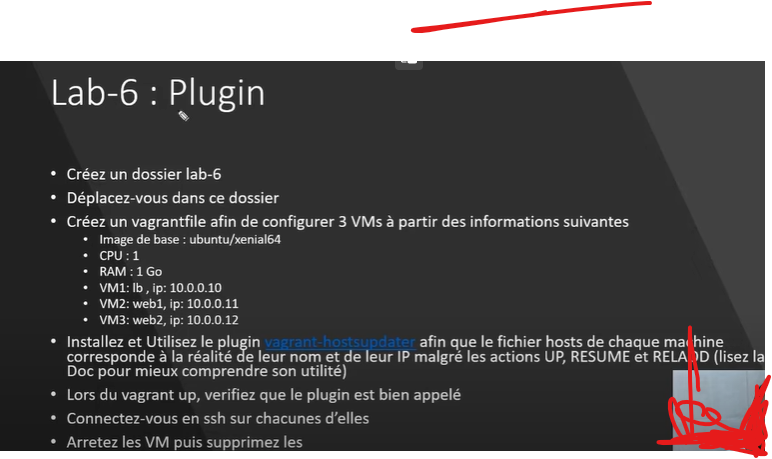 Lab-6 : Plugin
• Créez un dossier lab-6
• Déplacez-vous dans ce dossier
• Créez un vagrantfile afin de configurer 3 VMs à partir des informations suivantes
• Image de base : ubuntu/xenial64
• CPU : 1
• RAM : 1 Go
• VM1: lb , ip: 10.0.0.10
• VM2: web1, ip: 10.0.0.11
• VM3: web2, ip: 10.0.0.12
• Installez et Utilisez le plugin vagrant-hostsupdater afin que le fichier hosts de chaque machine
corresponde à la réalité de leur nom et de leur IP malgré les actions UP, RESUME et RELAOD (lisez la
Doc pour mieux comprendre son utilité)
• Lors du vagrant up, verifiez que le plugin est bien appelé
• Connectez-vous en ssh sur chacunes d'elles
• Arretez les VM puis supprimez les